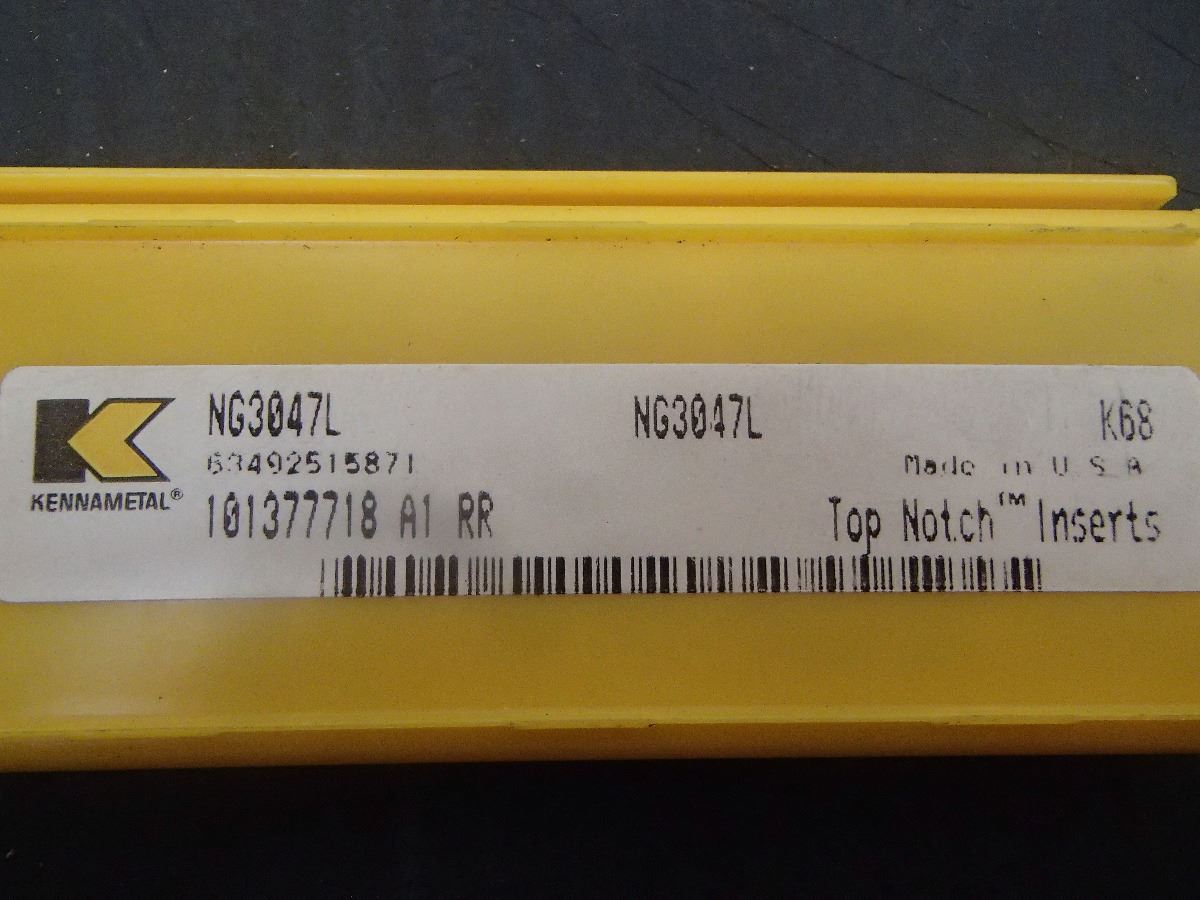 NG3047L NG3047L K68
63492515871 Made in U S A
KENNAMETAL®
101377718 A1 RR Top Notch™ Inserts